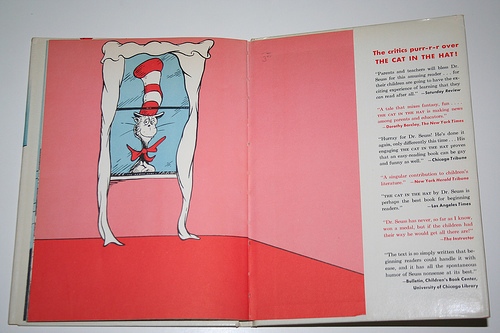 The critics purr-r-r over
THE CAT IN THE HAT!
"Parents and teachers will bless Dr.
Seuss for this amusing reader . . . for
their children are going to have the ex-
citing experience of learning that they
can read after all." —Saturday Review
"A tale that mixes fantasy, fun . . . .
THE CAT IN THE HAT is making news
among parents and educators."
—Dorothy Barclay, The New York Times
"Hurray for Dr. Seuss! He's done it
again, only differently this time . . . His
engaging THE CAT IN THE HAT proves
that an easy-reading book can be gay
and funny as well." —Chicago Tribune
"A singular contribution to children's
literature." —New York Herald Tribune
"THE CAT IN THE HAT by Dr. Seuss is
perhaps the best book for beginning
readers." —Los Angeles Times
"Dr. Seuss has never, so far as I know,
won a medal, but if the children had
their way he would get all there are!"
—The Instructor
"The text is so simply written that be-
ginning readers could handle it with
ease, and it has all the spontaneous
humor of Seuss nonsense at its best."
—Bulletin, Children's Book Center,
University of Chicago Library